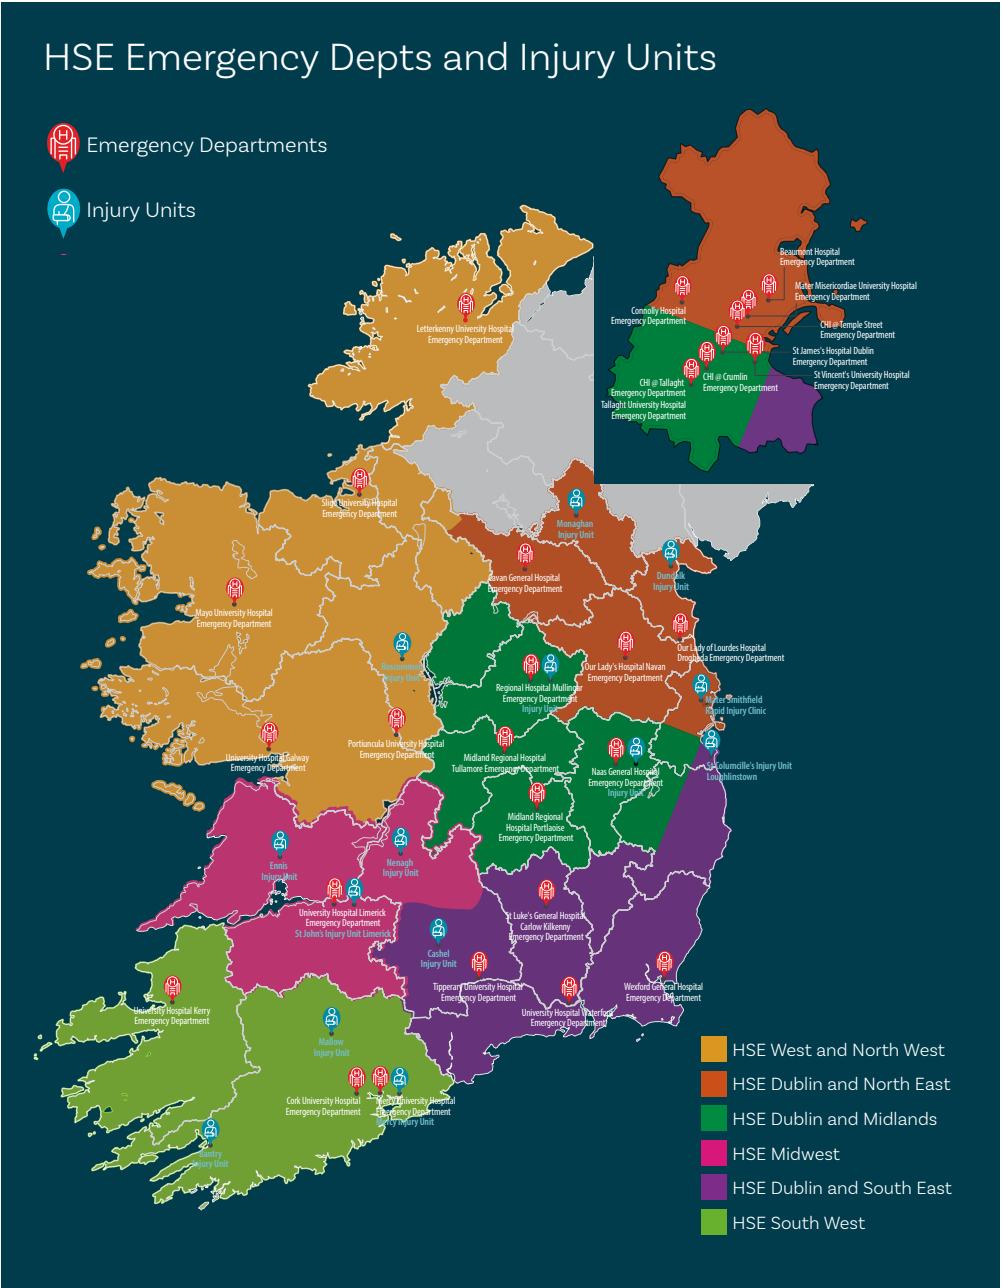 HSE Emergency Depts and Injury Units
Emergency Departments
Injury Units
Beaumont Hospital
Emergency Department
Mater Misericordiae University Hospital
Emergency Department
Connolly Hospital
Emergency Department
CHI @ Temple Street
Emergency Department
St James's Hospital Dublin
Emergency Department
St Vincent's University Hospital
Emergency Department
CHI @ Crumlin
Emergency Department
CHI @ Tallaght
Emergency Department
Tallaght University Hospital
Emergency Department
Letterkenny University Hospital
Emergency Department
Sligo University Hospital
Emergency Department
Monaghan
Injury Unit
Dundalk
Injury Unit
Cavan General Hospital
Emergency Department
Mayo University Hospital
Emergency Department
Our Lady of Lourdes Hospital
Drogheda Emergency Department
Roscommon
Injury Unit
Our Lady's Hospital Navan
Emergency Department
Regional Hospital Mullingar
Emergency Department
Injury Unit
Mater Smithfield
Rapid Injury Clinic
Portiuncula University Hospital
Emergency Department
University Hospital Galway
Emergency Department
Midland Regional Hospital
Tullamore Emergency Department
Naas General Hospital
Emergency Department
Injury Unit
St Columcille's Injury Unit
Loughlinstown
Midland Regional
Hospital Portlaoise
Emergency Department
Ennis
Injury Unit
Nenagh
Injury Unit
University Hospital Limerick
Emergency Department
St John's Injury Unit Limerick
St Luke's General Hospital
Carlow Kilkenny
Emergency Department
Cashel
Injury Unit
Tipperary University Hospital
Emergency Department
Wexford General Hospital
Emergency Department
University Hospital Waterford
Emergency Department
University Hospital Kerry
Emergency Department
Mallow
Injury Unit
Cork University Hospital
Emergency Department
Mercy University Hospital
Emergency Department
Mercy Injury Unit
Bantry
Injury Unit
HSE West and North West
HSE Dublin and North East
HSE Dublin and Midlands
HSE Midwest
HSE Dublin and South East
HSE South West